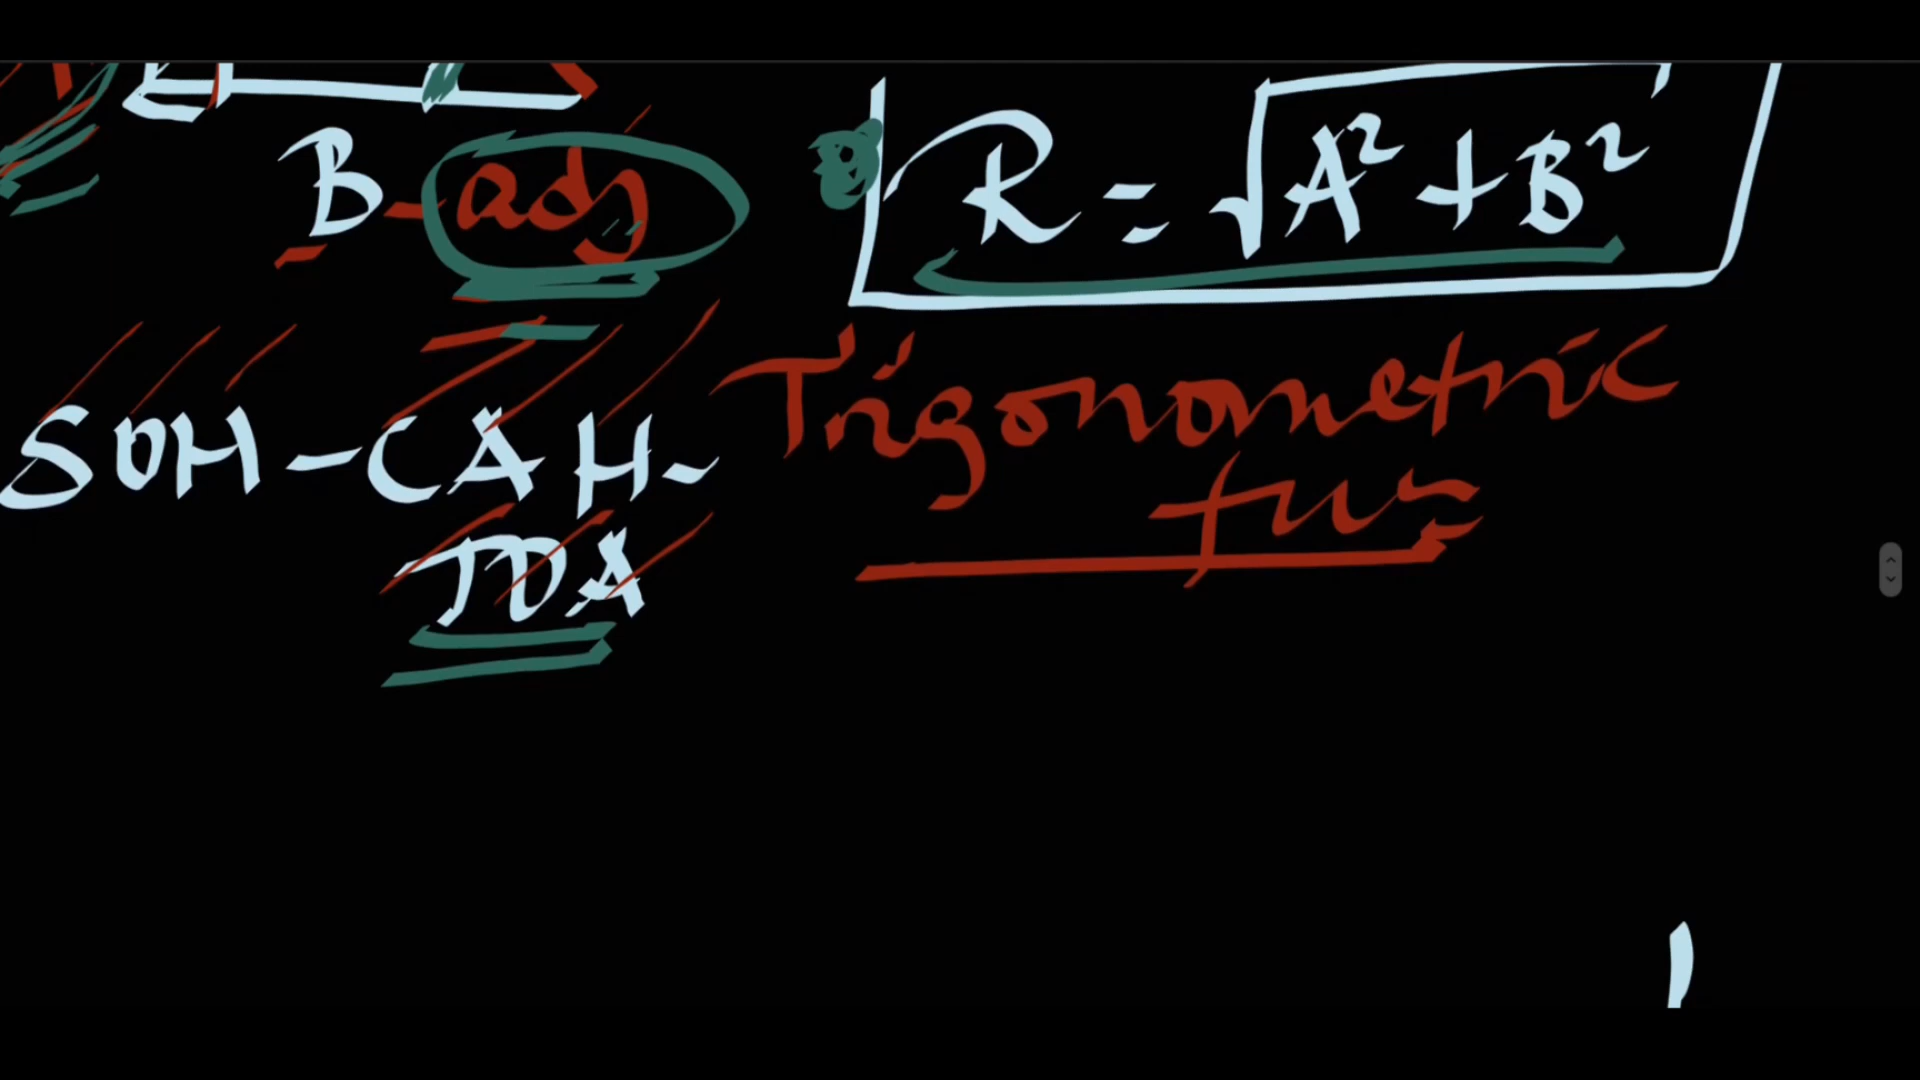 B - adj
R = √A² + B²
SOH - CAH -
TOA
Trigonometric
fun